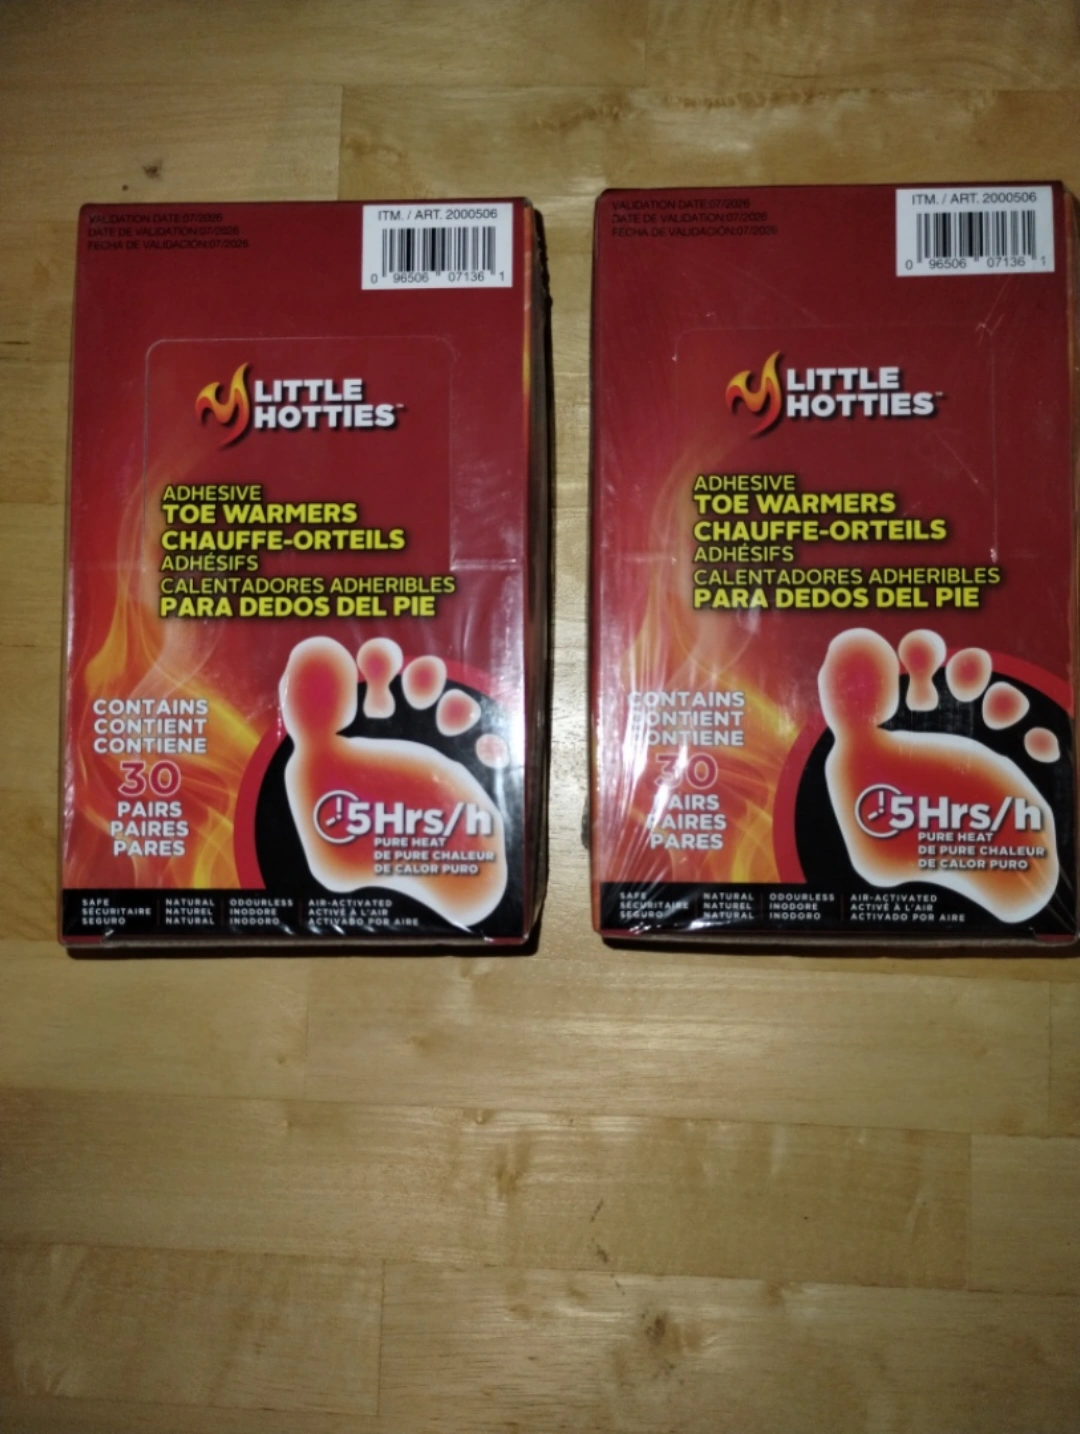 VALIDATION DATE:07/2026
DATE DE VALIDATION:07/2026
FECHA DE VALIDACIÓN:07/2026
ITM. / ART. 2000506
0 96506 07136 1
LITTLE
HOTTIES™
ADHESIVE
TOE WARMERS
CHAUFFE-ORTEILS
ADHÉSIFS
CALENTADORES ADHERIBLES
PARA DEDOS DEL PIE
CONTAINS
CONTIENT
CONTIENE
30
PAIRS
PAIRES
PARES
5Hrs/h
PURE HEAT
DE PURE CHALEUR
DE CALOR PURO
SAFE
SÉCURITAIRE
SEGURO
NATURAL
NATUREL
NATURAL
ODOURLESS
INODORE
INODORO
AIR-ACTIVATED
ACTIVÉ À L'AIR
ACTIVADO POR AIRE
VALIDATION DATE:07/2026
DATE DE VALIDATION:07/2026
FECHA DE VALIDACIÓN:07/2026
ITM. / ART. 2000506
0 96506 07136 1
LITTLE
HOTTIES™
ADHESIVE
TOE WARMERS
CHAUFFE-ORTEILS
ADHÉSIFS
CALENTADORES ADHERIBLES
PARA DEDOS DEL PIE
CONTAINS
CONTIENT
CONTIENE
30
PAIRS
PAIRES
PARES
5Hrs/h
PURE HEAT
DE PURE CHALEUR
DE CALOR PURO
SAFE
SÉCURITAIRE
SEGURO
NATURAL
NATUREL
NATURAL
ODOURLESS
INODORE
INODORO
AIR-ACTIVATED
ACTIVÉ À L'AIR
ACTIVADO POR AIRE